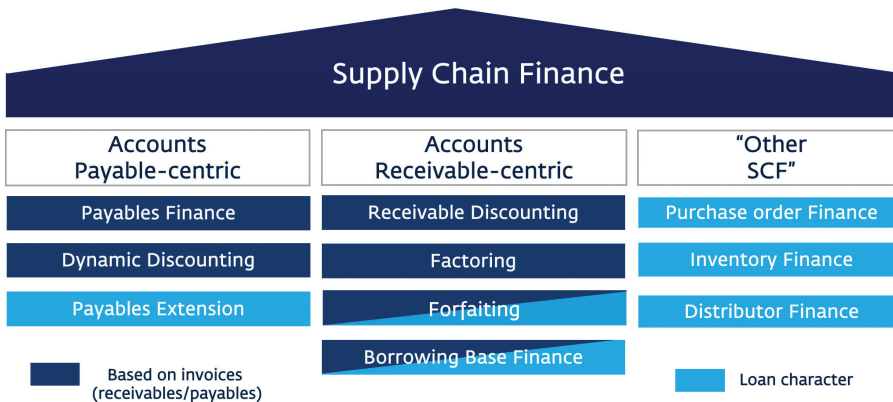 Supply Chain Finance
Accounts
Payable-centric
Payables Finance
Dynamic Discounting
Payables Extension
Accounts
Receivable-centric
Receivable Discounting
Factoring
Forfaiting
Borrowing Base Finance
“Other
SCF”
Purchase order Finance
Inventory Finance
Distributor Finance
Based on invoices
(receivables/payables)
Loan character